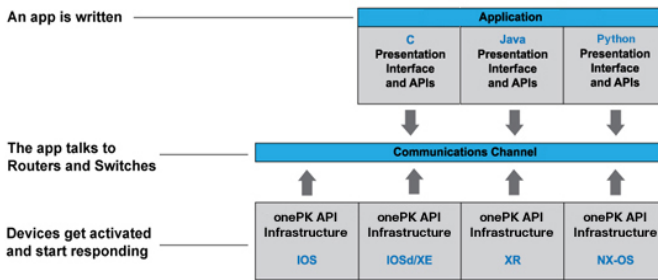 An app is written
Application
C
Presentation
Interface
and APIs
Java
Presentation
Interface
and APIs
Python
Presentation
Interface
and APIs
The app talks to
Routers and Switches
Communications Channel
Devices get activated
and start responding
onePK API
Infrastructure
IOS
onePK API
Infrastructure
IOSd/XE
onePK API
Infrastructure
XR
onePK API
Infrastructure
NX-OS